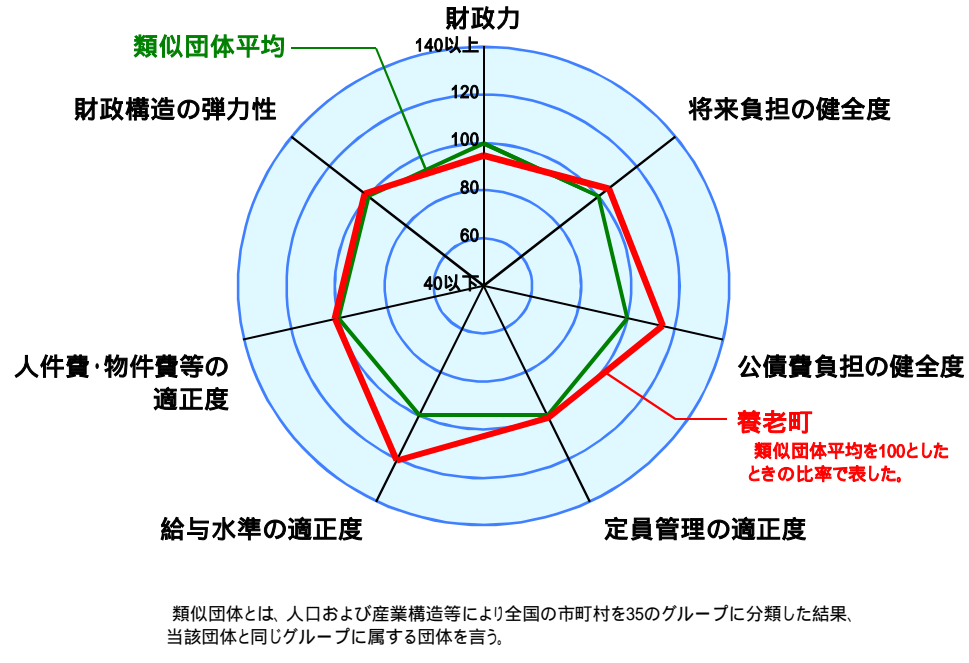 財政力
140以上
類似団体平均
120
財政構造の弾力性
将来負担の健全度
100
80
60
40以下
人件費・物件費等の
適正度
公債費負担の健全度
養老町
類似団体平均を100とした
ときの比率で表した。
給与水準の適正度
定員管理の適正度
類似団体とは、人口および産業構造等により全国の市町村を35のグループに分類した結果、
当該団体と同じグループに属する団体を言う。